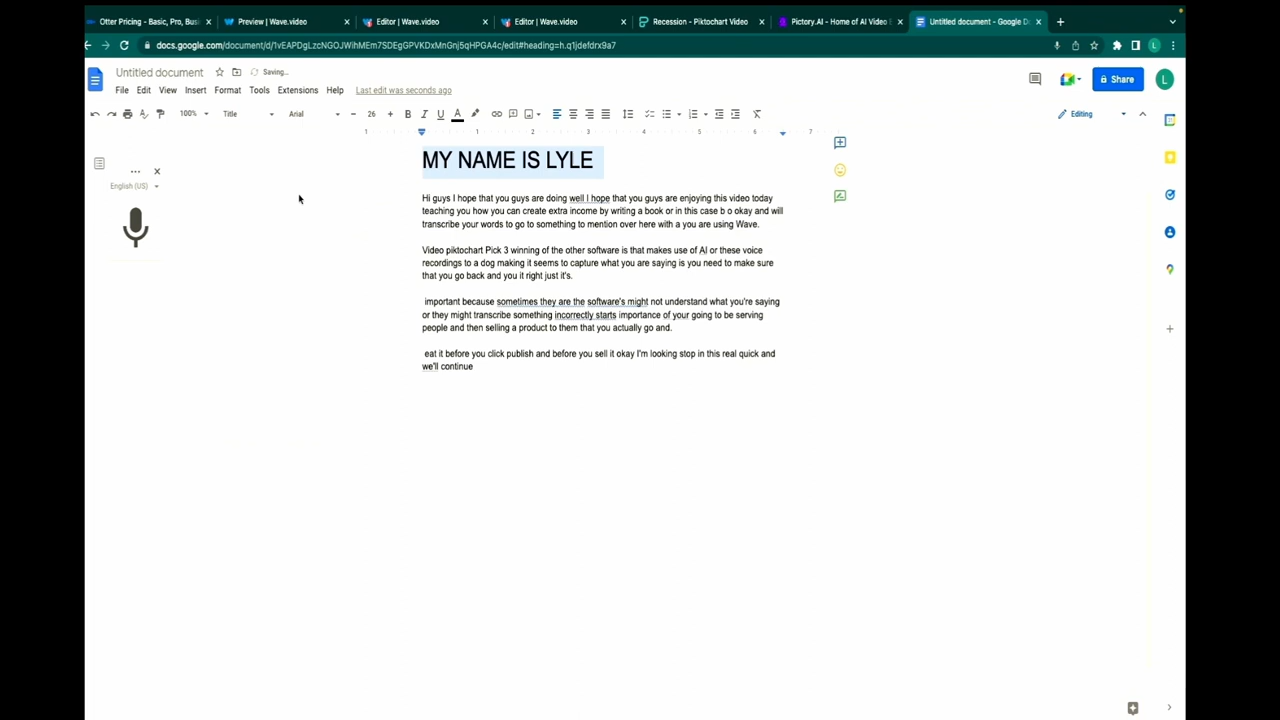 Otter Pricing - Basic, Pro, Busi
Preview | Wave.video
Editor | Wave.video
Editor | Wave.video
Recession - Piktochart Video
Pictory.AI - Home of AI Video E
Untitled document - Google D
docs.google.com/document/d/1vEAPDgLzcNGOJWihMEm7SDEgGPVKDxMnGnj5qHPGA4c/edit#heading=h.q1jdefdrx9a7
Untitled document
Saving...
File Edit View Insert Format Tools Extensions Help Last edit was seconds ago
Share
L
100% Title Arial 26 Editing
1 1 2 3 4 5 6 7
English (US)
MY NAME IS LYLE
Hi guys I hope that you guys are doing well I hope that you guys are enjoying this video today
teaching you how you can create extra income by writing a book or in this case b o okay and will
transcribe your words to go to something to mention over here with a you are using Wave.
Video piktochart Pick 3 winning of the other software is that makes use of AI or these voice
recordings to a dog making it seems to capture what you are saying is you need to make sure
that you go back and you it right just it's.
important because sometimes they are the software's might not understand what you're saying
or they might transcribe something incorrectly starts importance of your going to be serving
people and then selling a product to them that you actually go and.
eat it before you click publish and before you sell it okay I'm looking stop in this real quick and
we'll continue